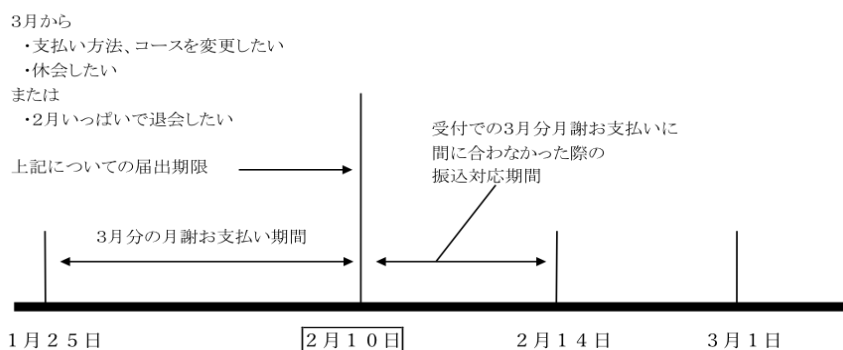 3月から
・支払い方法、コースを変更したい
・休会したい
または
・2月いっぱいで退会したい
上記についての届出期限
受付での3月分月謝お支払いに
間に合わなかった際の
振込対応期間
3月分の月謝お支払い期間
1月25日
2月10日
2月14日
3月1日